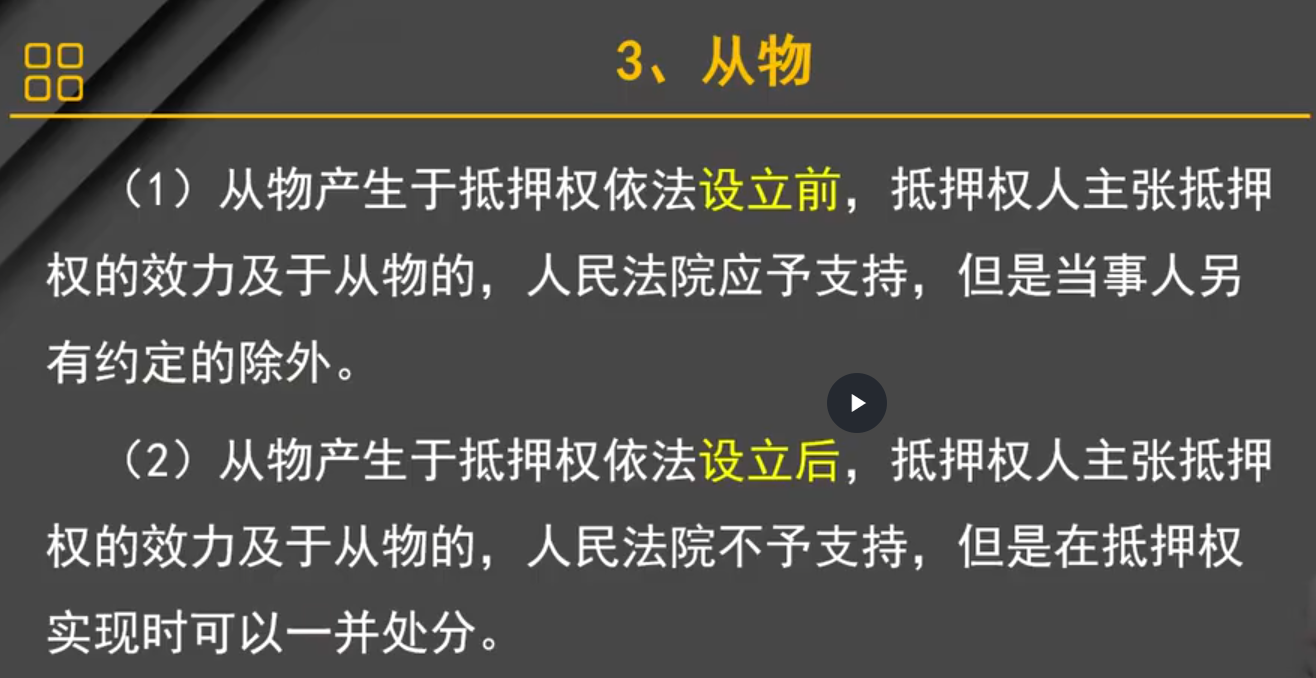 3、从物
（1）从物产生于抵押权依法设立前，抵押权人主张抵押
权的效力及于从物的，人民法院应予支持，但是当事人另
有约定的除外。
（2）从物产生于抵押权依法设立后，抵押权人主张抵押
权的效力及于从物的，人民法院不予支持，但是在抵押权
实现时可以一并处分。